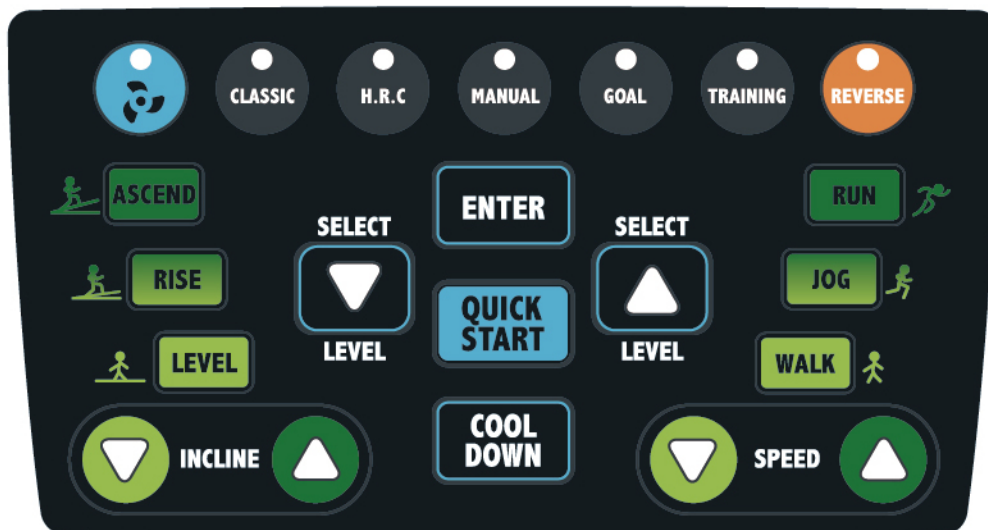 CLASSIC
H.R.C
MANUAL
GOAL
TRAINING
REVERSE
ASCEND
RISE
LEVEL
SELECT
LEVEL
ENTER
QUICK
START
COOL
DOWN
SELECT
LEVEL
RUN
JOG
WALK
INCLINE
SPEED